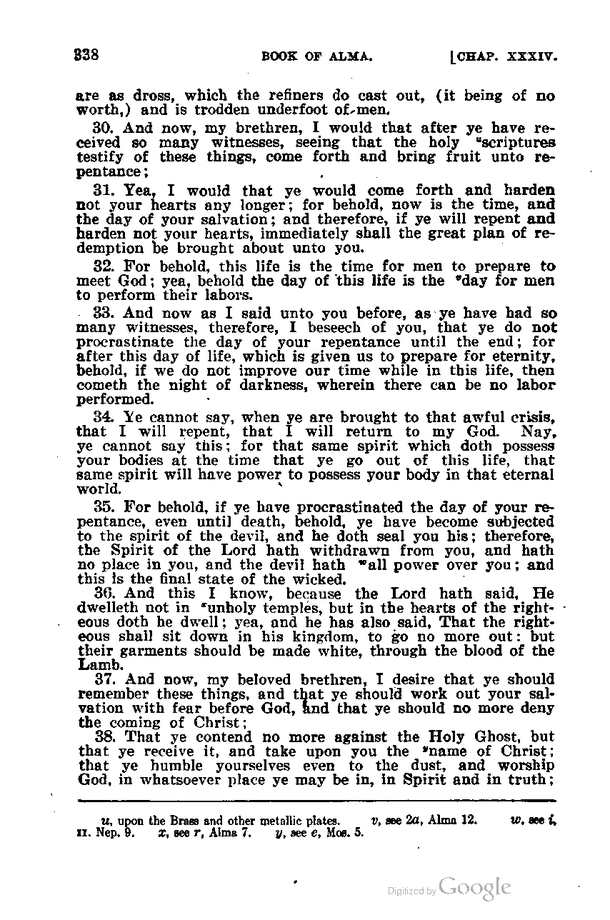 338 BOOK OF ALMA. [CHAP. XXXIV.
are as dross, which the refiners do cast out, (it being of no
worth,) and is trodden underfoot of men.
30. And now, my brethren, I would that after ye have re-
ceived so many witnesses, seeing that the holy "scriptures
testify of these things, come forth and bring fruit unto re-
pentance;
31. Yea, I would that ye would come forth and harden
not your hearts any longer; for behold, now is the time, and
the day of your salvation; and therefore, if ye will repent and
harden not your hearts, immediately shall the great plan of re-
demption be brought about unto you.
32. For behold, this life is the time for men to prepare to
meet God; yea, behold the day of this life is the ᵛday for men
to perform their labors.
33. And now as I said unto you before, as ye have had so
many witnesses, therefore, I beseech of you, that ye do not
procrastinate the day of your repentance until the end; for
after this day of life, which is given us to prepare for eternity,
behold, if we do not improve our time while in this life, then
cometh the night of darkness, wherein there can be no labor
performed.
34. Ye cannot say, when ye are brought to that awful crisis,
that I will repent, that I will return to my God. Nay,
ye cannot say this; for that same spirit which doth possess
your bodies at the time that ye go out of this life, that
same spirit will have power to possess your body in that eternal
world.
35. For behold, if ye have procrastinated the day of your re-
pentance, even until death, behold, ye have become subjected
to the spirit of the devil, and he doth seal you his; therefore,
the Spirit of the Lord hath withdrawn from you, and hath
no place in you, and the devil hath ʷall power over you; and
this is the final state of the wicked.
36. And this I know, because the Lord hath said, He
dwelleth not in ˣunholy temples, but in the hearts of the right-
eous doth he dwell; yea, and he has also said, That the right-
eous shall sit down in his kingdom, to go no more out: but
their garments should be made white, through the blood of the
Lamb.
37. And now, my beloved brethren, I desire that ye should
remember these things, and that ye should work out your sal-
vation with fear before God, and that ye should no more deny
the coming of Christ;
38. That ye contend no more against the Holy Ghost, but
that ye receive it, and take upon you the ʸname of Christ;
that ye humble yourselves even to the dust, and worship
God, in whatsoever place ye may be in, in Spirit and in truth;
u, upon the Brass and other metallic plates. v, see 2a, Alma 12. w, see i,
II. Nep. 9. x, see r, Alma 7. y, see e, Mos. 5.
Digitized by Google